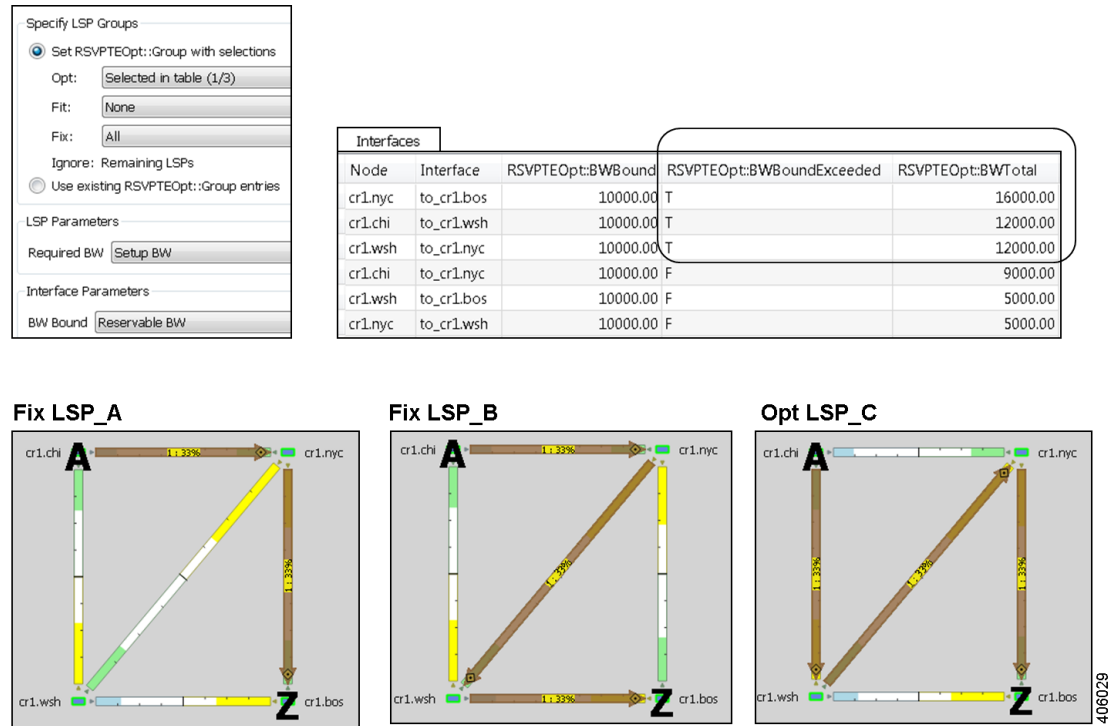 Specify LSP Groups
Set RSVPTEOpt::Group with selections
Opt: Selected in table (1/3)
Fit: None
Fix: All
Ignore: Remaining LSPs
Use existing RSVPTEOpt::Group entries
LSP Parameters
Required BW Setup BW
Interface Parameters
BW Bound Reservable BW
Interfaces
Node Interface RSVPTEOpt::BWBound RSVPTEOpt::BWBoundExceeded RSVPTEOpt::BWTotal
cr1.nyc to_cr1.bos 10000.00 T 16000.00
cr1.chi to_cr1.wsh 10000.00 T 12000.00
cr1.wsh to_cr1.nyc 10000.00 T 12000.00
cr1.chi to_cr1.nyc 10000.00 F 9000.00
cr1.wsh to_cr1.bos 10000.00 F 5000.00
cr1.nyc to_cr1.wsh 10000.00 F 5000.00
Fix LSP_A
cr1.chi A 1 : 33% cr1.nyc
1 : 33%
cr1.wsh Z cr1.bos
Fix LSP_B
cr1.chi A 1 : 33% cr1.nyc
1 : 33%
cr1.wsh 1 : 33% Z cr1.bos
Opt LSP_C
cr1.chi A cr1.nyc
1 : 33% 1 : 33% 1 : 33%
cr1.wsh Z cr1.bos
406029